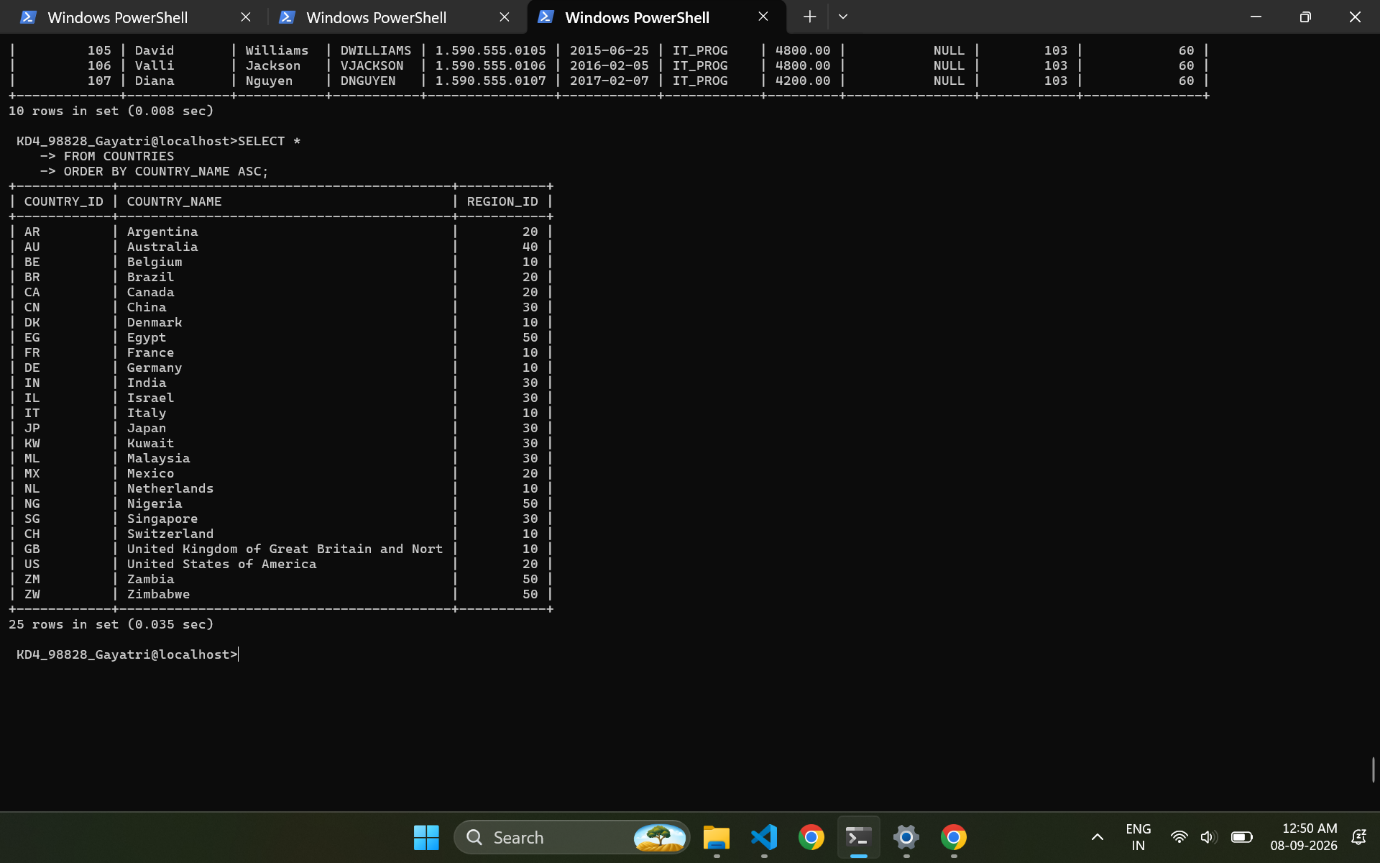 Windows PowerShell
Windows PowerShell
Windows PowerShell
| 105 | David | Williams | DWILLIAMS | 1.590.555.0105 | 2015-06-25 | IT_PROG | 4800.00 | NULL | 103 | 60 |
| 106 | Valli | Jackson | VJACKSON | 1.590.555.0106 | 2016-02-05 | IT_PROG | 4800.00 | NULL | 103 | 60 |
| 107 | Diana | Nguyen | DNGUYEN | 1.590.555.0107 | 2017-02-07 | IT_PROG | 4200.00 | NULL | 103 | 60 |
10 rows in set (0.008 sec)
KD4_98828_Gayatri@localhost>SELECT *
-> FROM COUNTRIES
-> ORDER BY COUNTRY_NAME ASC;
| COUNTRY_ID | COUNTRY_NAME | REGION_ID |
| AR | Argentina | 20 |
| AU | Australia | 40 |
| BE | Belgium | 10 |
| BR | Brazil | 20 |
| CA | Canada | 20 |
| CN | China | 30 |
| DK | Denmark | 10 |
| EG | Egypt | 50 |
| FR | France | 10 |
| DE | Germany | 10 |
| IN | India | 30 |
| IL | Israel | 30 |
| IT | Italy | 10 |
| JP | Japan | 30 |
| KW | Kuwait | 30 |
| ML | Malaysia | 30 |
| MX | Mexico | 20 |
| NL | Netherlands | 10 |
| NG | Nigeria | 50 |
| SG | Singapore | 30 |
| CH | Switzerland | 10 |
| GB | United Kingdom of Great Britain and Nort | 10 |
| US | United States of America | 20 |
| ZM | Zambia | 50 |
| ZW | Zimbabwe | 50 |
25 rows in set (0.035 sec)
KD4_98828_Gayatri@localhost>
Search
ENG
IN
12:50 AM
08-09-2026